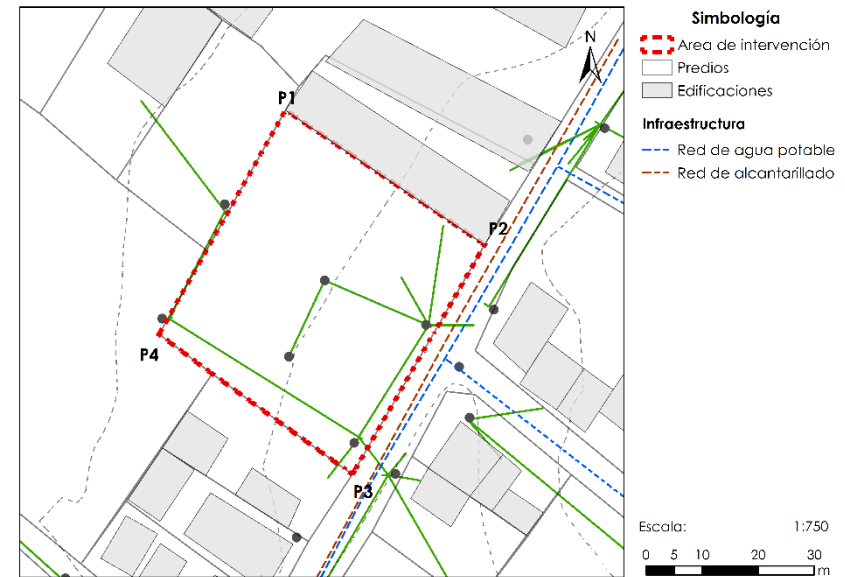 Simbología
Area de intervención
Predios
Edificaciones
Infraestructura
Red de agua potable
Red de alcantarillado
N
P1
P2
P4
P3
Escala: 1:750
0 5 10 20 30
m